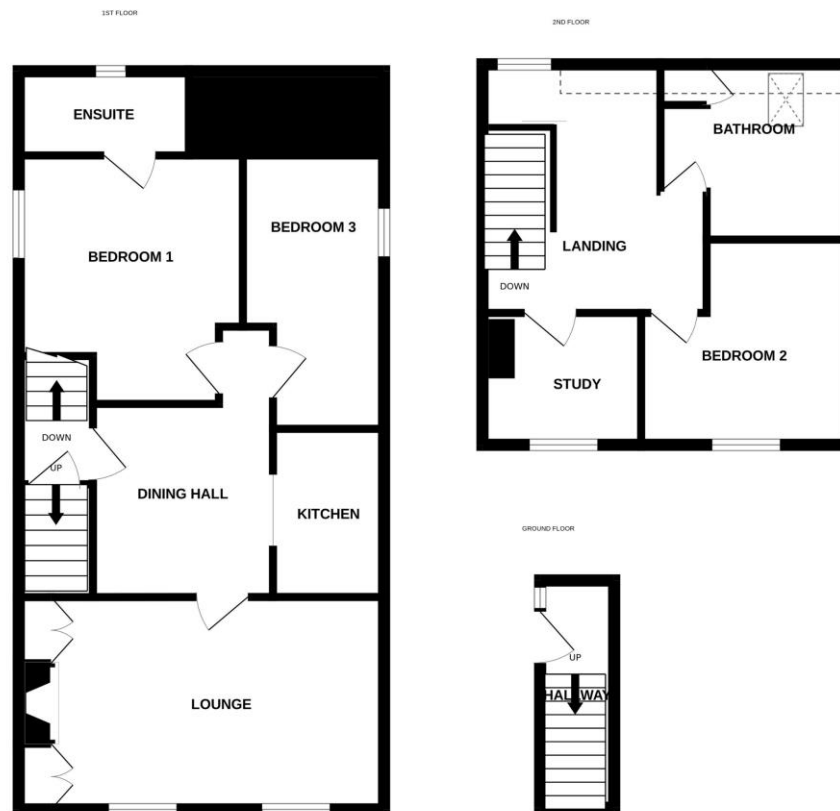 1ST FLOOR
ENSUITE
BEDROOM 1
BEDROOM 3
DOWN
UP
DINING HALL
KITCHEN
LOUNGE
2ND FLOOR
BATHROOM
LANDING
DOWN
BEDROOM 2
STUDY
GROUND FLOOR
UP
HALLWAY